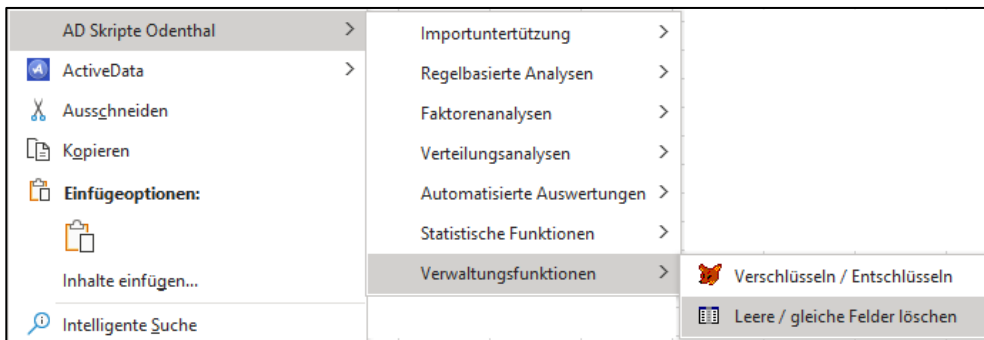 AD Skripte Odenthal
ActiveData
Ausschneiden
Kopieren
Einfügeoptionen:
Inhalte einfügen...
Intelligente Suche
Importuntertützung
Regelbasierte Analysen
Faktorenanalysen
Verteilungsanalysen
Automatisierte Auswertungen
Statistische Funktionen
Verwaltungsfunktionen
Verschlüsseln / Entschlüsseln
Leere / gleiche Felder löschen